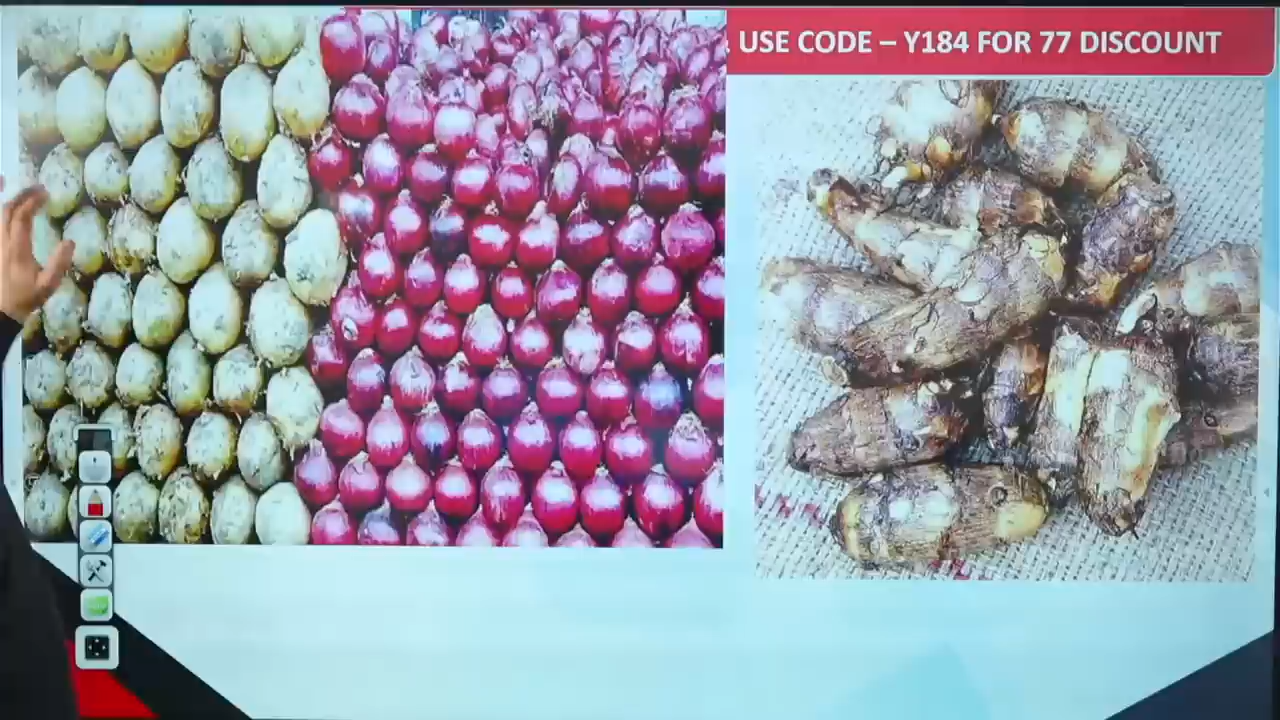 USE CODE – Y184 FOR 77 DISCOUNT